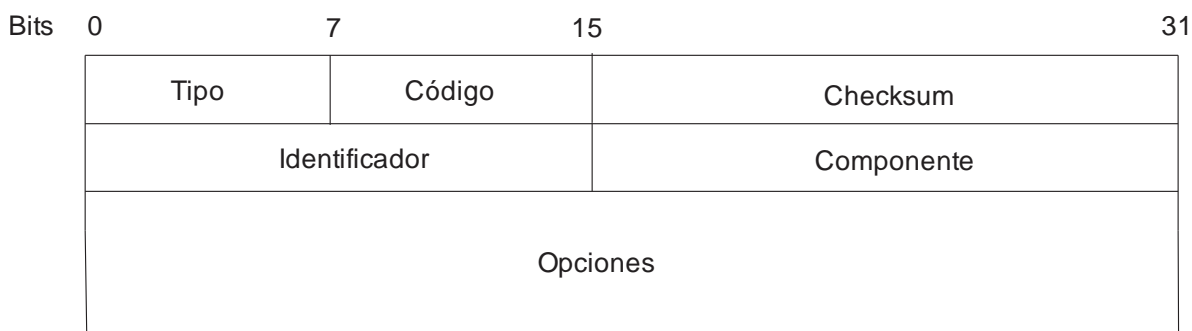 Bits 0 7 15 31
Tipo Código Checksum
Identificador Componente
Opciones